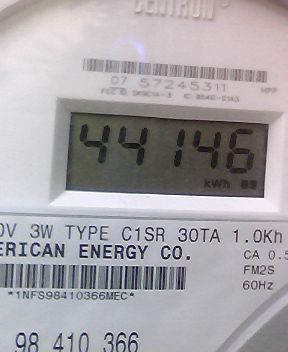 CENTRON
07 57245311
44146
kWh
V 3W TYPE C1SR 30TA 1.0Kh
ERICAN ENERGY CO.
CA 0.5
FM2S
*1NFS98410366MEC*
60Hz
98 410 366